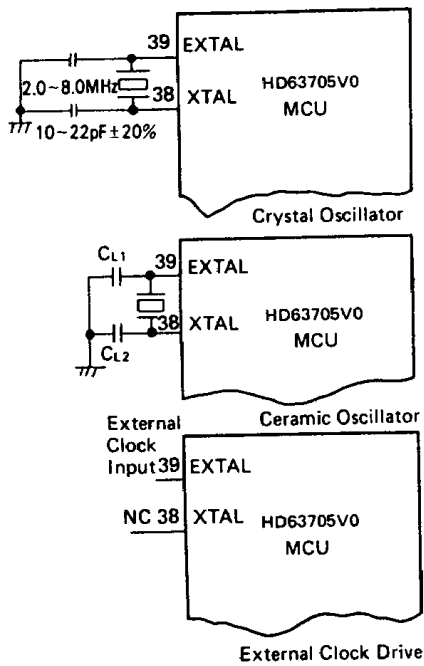 39 EXTAL
2.0~8.0MHz
38 XTAL
10~22pF±20%
HD63705V0
MCU
Crystal Oscillator
CL1
39 EXTAL
38 XTAL
CL2
HD63705V0
MCU
Ceramic Oscillator
External
Clock
Input 39 EXTAL
NC 38 XTAL
HD63705V0
MCU
External Clock Drive